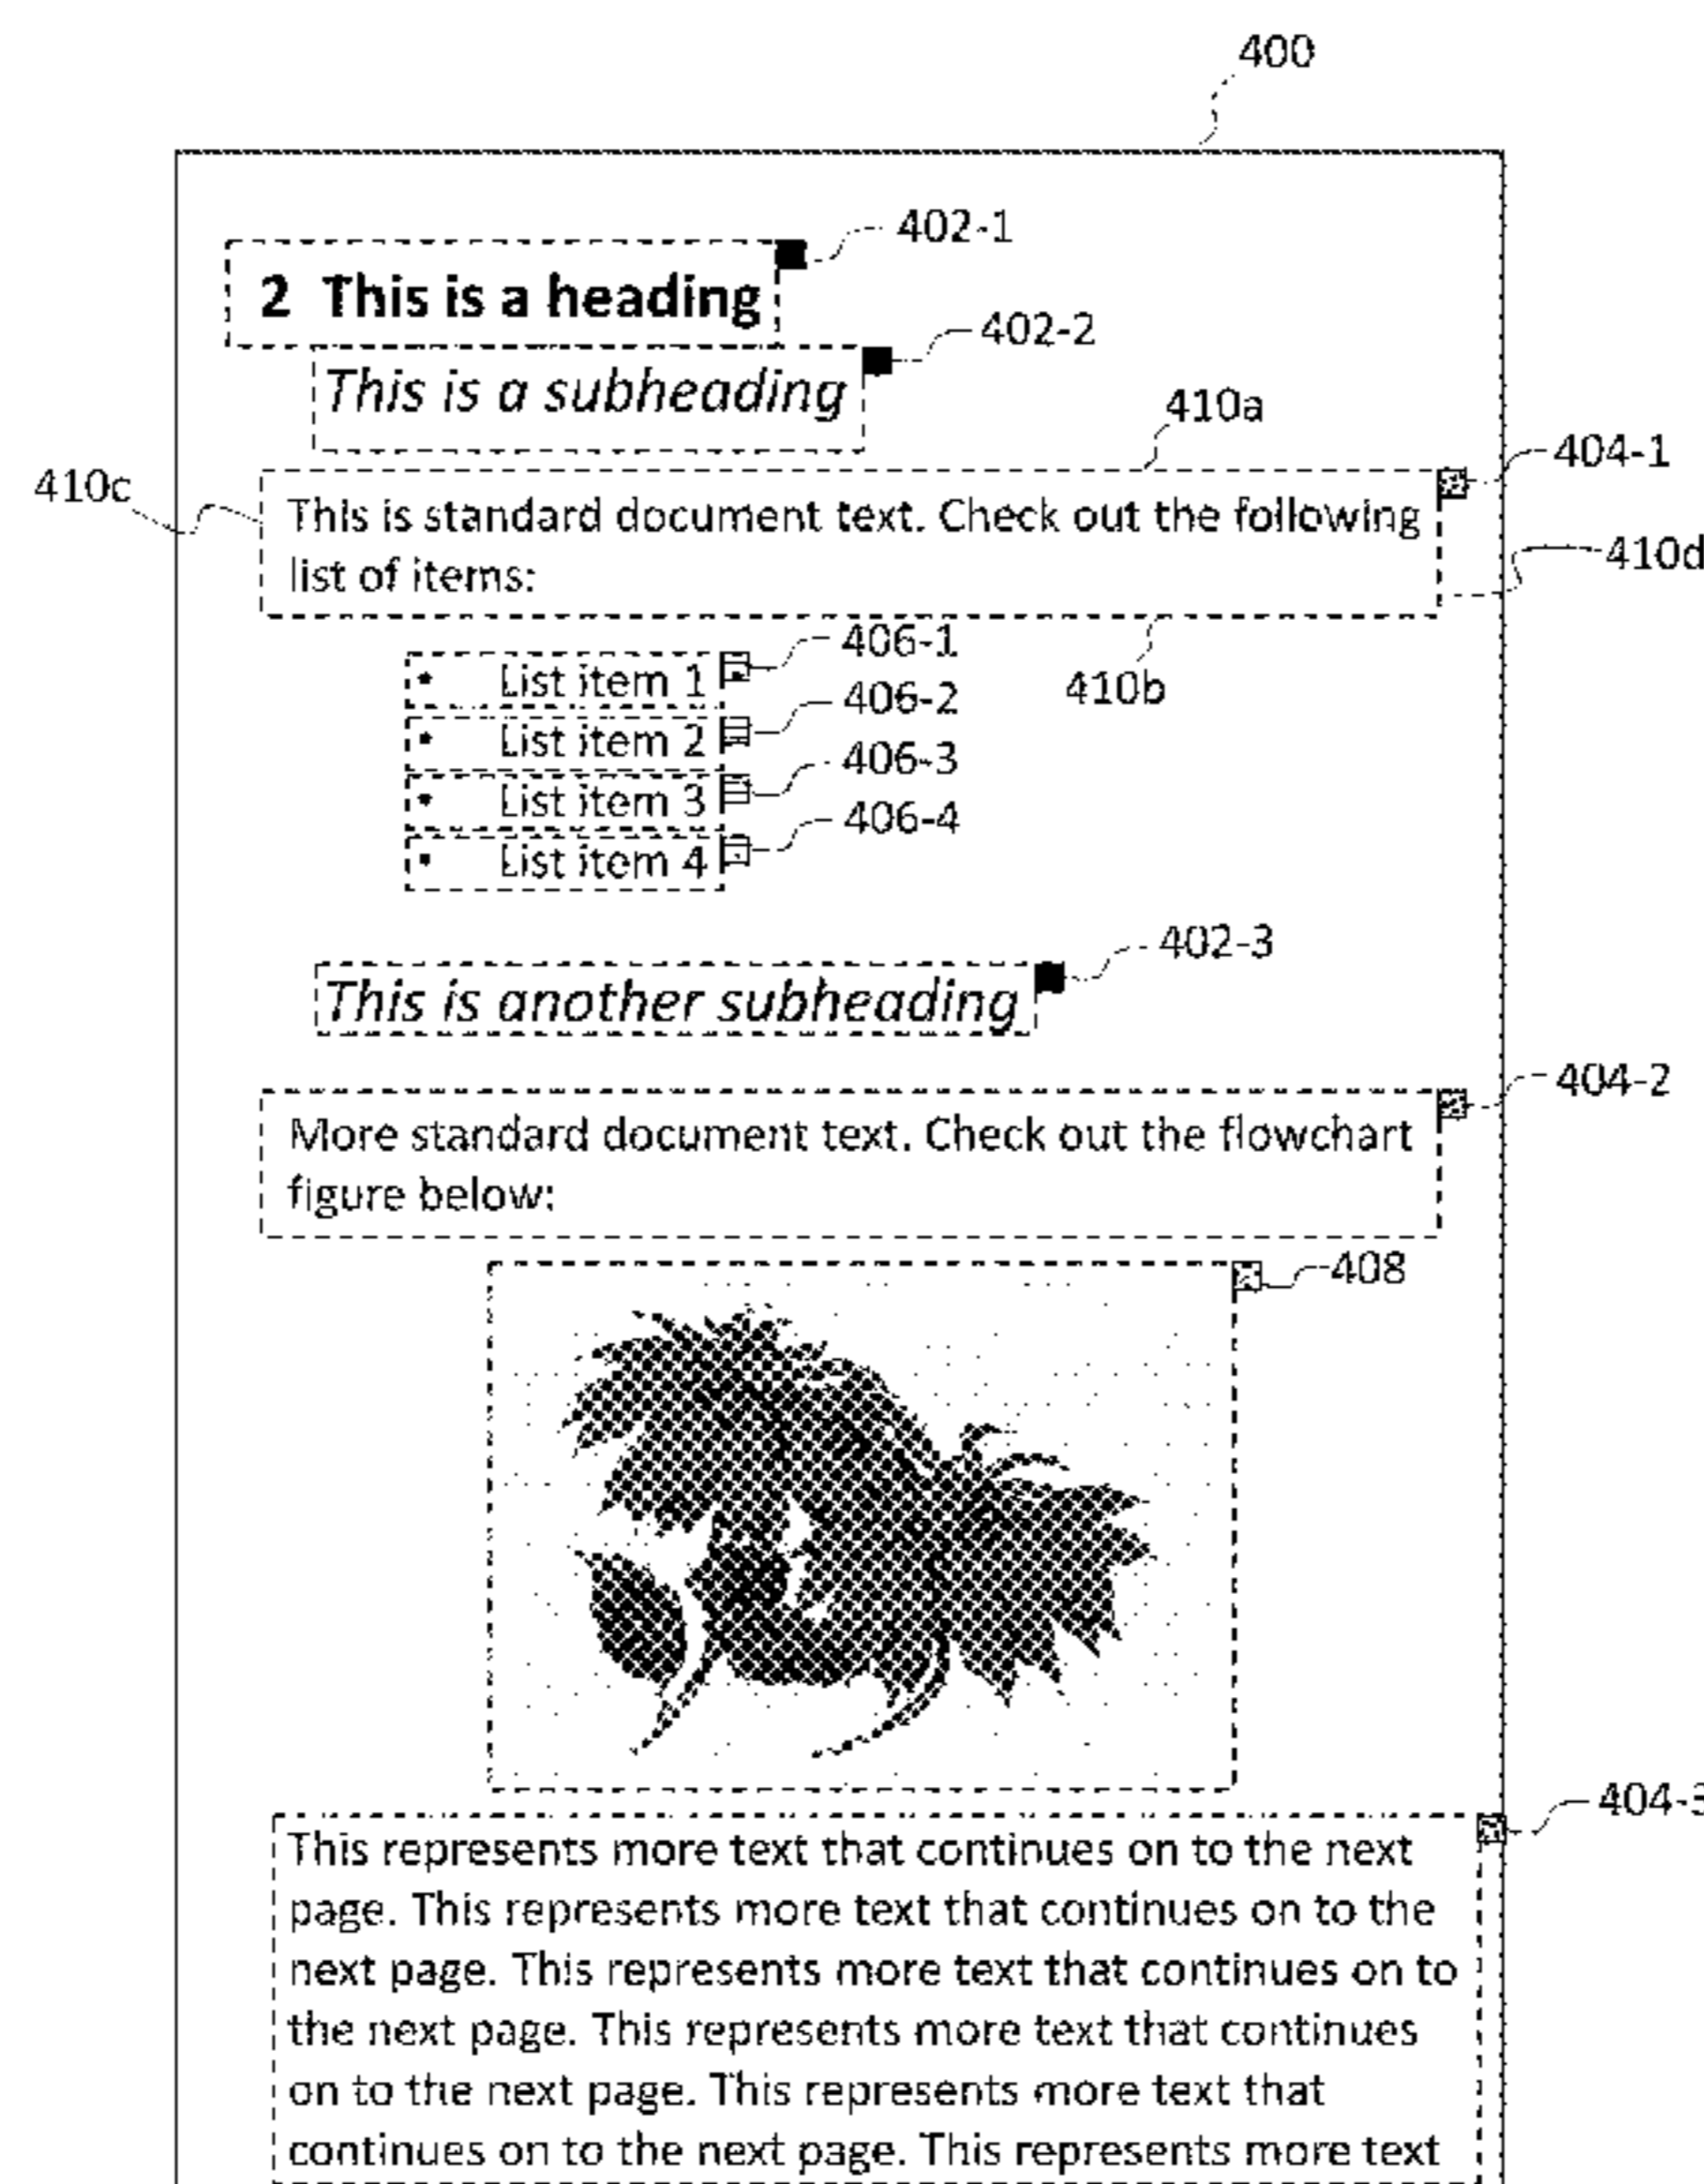 400
402-1
2 This is a heading
402-2
This is a subheading
410a
404-1
410c
This is standard document text. Check out the following
410d
list of items:
406-1
• List item 1
410b
406-2
• List item 2
406-3
• List item 3
406-4
• List item 4
402-3
This is another subheading
404-2
More standard document text. Check out the flowchart
figure below:
408
404-3
This represents more text that continues on to the next
page. This represents more text that continues on to the
next page. This represents more text that continues on to
the next page. This represents more text that continues
on to the next page. This represents more text that
continues on to the next page. This represents more text